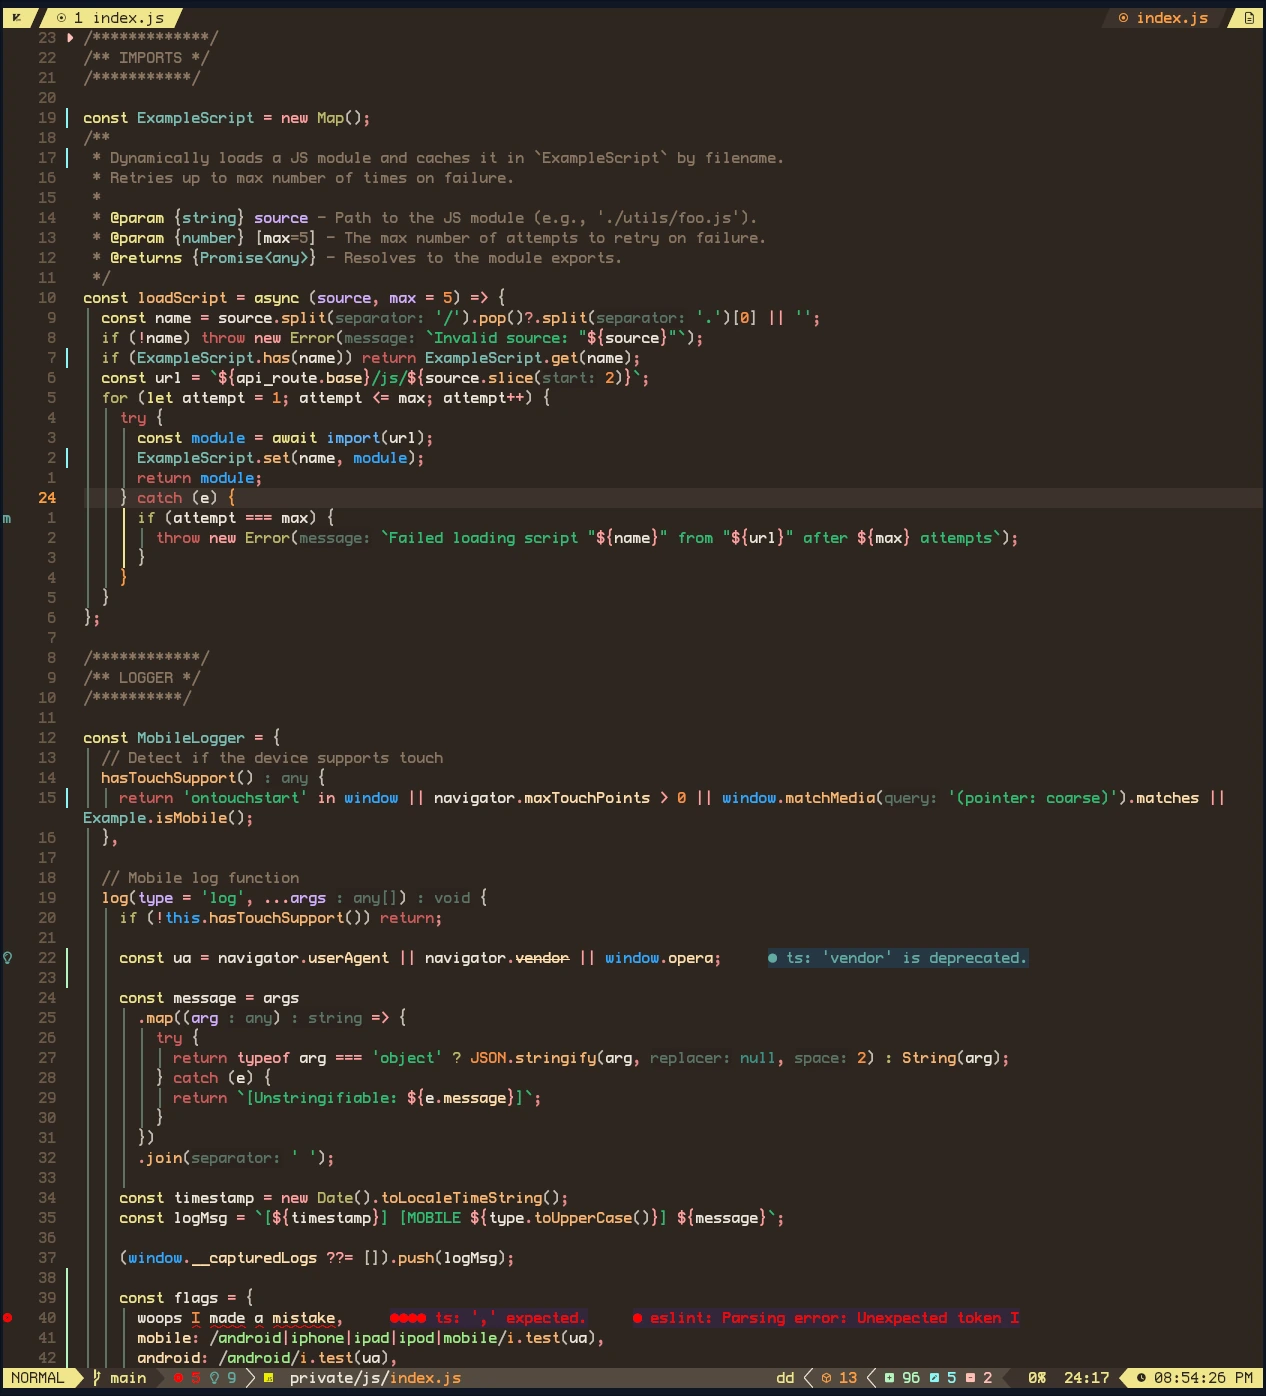 1 index.js index.js
23 /*************/
22 /** IMPORTS */
21 /***********/
20
19 const ExampleScript = new Map();
18 /**
17 * Dynamically loads a JS module and caches it in `ExampleScript` by filename.
16 * Retries up to max number of times on failure.
15 *
14 * @param {string} source - Path to the JS module (e.g., './utils/foo.js').
13 * @param {number} [max=5] - The max number of attempts to retry on failure.
12 * @returns {Promise<any>} - Resolves to the module exports.
11 */
10 const loadScript = async (source, max = 5) => {
9 const name = source.split(separator: '/').pop()?.split(separator: '.')[0] || '';
8 if (!name) throw new Error(message: `Invalid source: "${source}"`);
7 if (ExampleScript.has(name)) return ExampleScript.get(name);
6 const url = `${api_route.base}/js/${source.slice(start: 2)}`;
5 for (let attempt = 1; attempt <= max; attempt++) {
4 try {
3 const module = await import(url);
2 ExampleScript.set(name, module);
1 return module;
24 } catch (e) {
m 1 if (attempt === max) {
2 throw new Error(message: `Failed loading script "${name}" from "${url}" after ${max} attempts`);
3 }
4 }
5 }
6 };
7
8 /************/
9 /** LOGGER */
10 /**********/
11
12 const MobileLogger = {
13 // Detect if the device supports touch
14 hasTouchSupport() : any {
15 return 'ontouchstart' in window || navigator.maxTouchPoints > 0 || window.matchMedia(query: '(pointer: coarse)').matches ||
Example.isMobile();
16 },
17
18 // Mobile log function
19 log(type = 'log', ...args : any[]) : void {
20 if (!this.hasTouchSupport()) return;
21
22 const ua = navigator.userAgent || navigator.vendor || window.opera; ts: 'vendor' is deprecated.
23
24 const message = args
25 .map((arg : any) : string => {
26 try {
27 return typeof arg === 'object' ? JSON.stringify(arg, replacer: null, space: 2) : String(arg);
28 } catch (e) {
29 return `[Unstringifiable: ${e.message}]`;
30 }
31 })
32 .join(separator: ' ');
33
34 const timestamp = new Date().toLocaleTimeString();
35 const logMsg = `[${timestamp}] [MOBILE ${type.toUpperCase()}] ${message}`;
36
37 (window.__capturedLogs ??= []).push(logMsg);
38
39 const flags = {
40 woops I made a mistake, ts: ',' expected. eslint: Parsing error: Unexpected token I
41 mobile: /android|iphone|ipad|ipod|mobile/i.test(ua),
42 android: /android/i.test(ua),
NORMAL main 5 9 private/js/index.js dd 13 96 5 2 0% 24:17 08:54:26 PM